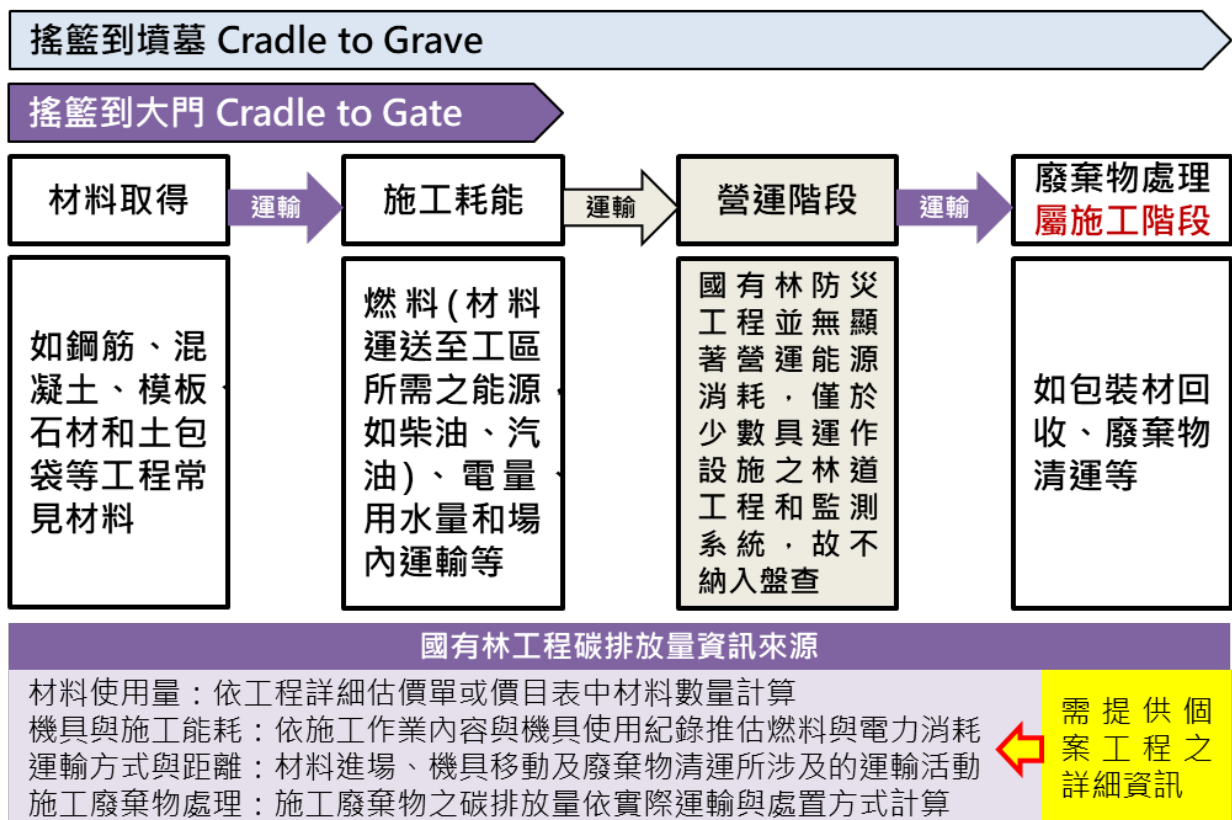 搖籃到墳墓 Cradle to Grave
搖籃到大門 Cradle to Gate
材料取得
運輸
施工耗能
運輸
營運階段
運輸
廢棄物處理
屬施工階段
如鋼筋、混
凝土、模板、
石材和土包
袋等工程常
見材料
燃料(材料
運送至工區
所需之能源，
如柴油、汽
油)、電量、
用水量和場
內運輸等
國有林防災
工程並無顯
著營運能源
消耗，僅於
少數具運作
設施之林道
工程和監測
系統，故不
納入盤查
如包裝材回
收、廢棄物
清運等
國有林工程碳排放量資訊來源
材料使用量：依工程詳細估價單或價目表中材料數量計算
機具與施工能耗：依施工作業內容與機具使用紀錄推估燃料與電力消耗
運輸方式與距離：材料進場、機具移動及廢棄物清運所涉及的運輸活動
施工廢棄物處理：施工廢棄物之碳排放量依實際運輸與處置方式計算
需提供個
案工程之
詳細資訊